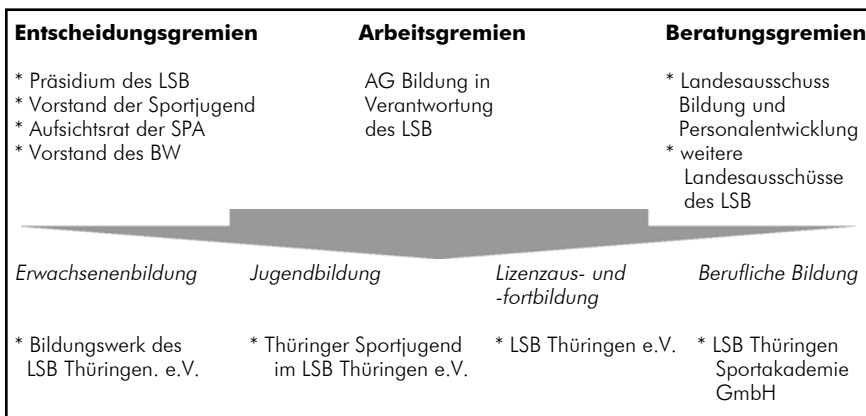 Entscheidungsgremien
* Präsidium des LSB
* Vorstand der Sportjugend
* Aufsichtsrat der SPA
* Vorstand des BW
Arbeitsgremien
AG Bildung in
Verantwortung
des LSB
Beratungsgremien
* Landesausschuss
Bildung und
Personalentwicklung
* weitere
Landesausschüsse
des LSB
Erwachsenenbildung
* Bildungswerk des
LSB Thüringen. e.V.
Jugendbildung
* Thüringer Sportjugend
im LSB Thüringen e.V.
Lizenzaus- und
-fortbildung
* LSB Thüringen e.V.
Berufliche Bildung
* LSB Thüringen
Sportakademie
GmbH